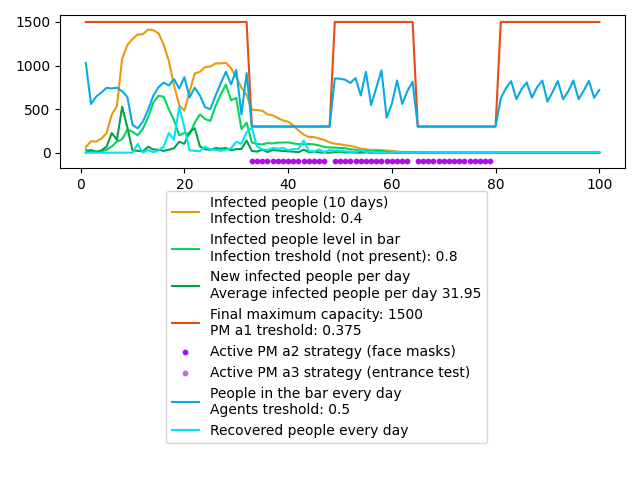 1500
1000
500
0
0 20 40 60 80 100
Infected people (10 days)
Infection treshold: 0.4
Infected people level in bar
Infection treshold (not present): 0.8
New infected people per day
Average infected people per day 31.95
Final maximum capacity: 1500
PM a1 treshold: 0.375
Active PM a2 strategy (face masks)
Active PM a3 strategy (entrance test)
People in the bar every day
Agents treshold: 0.5
Recovered people every day